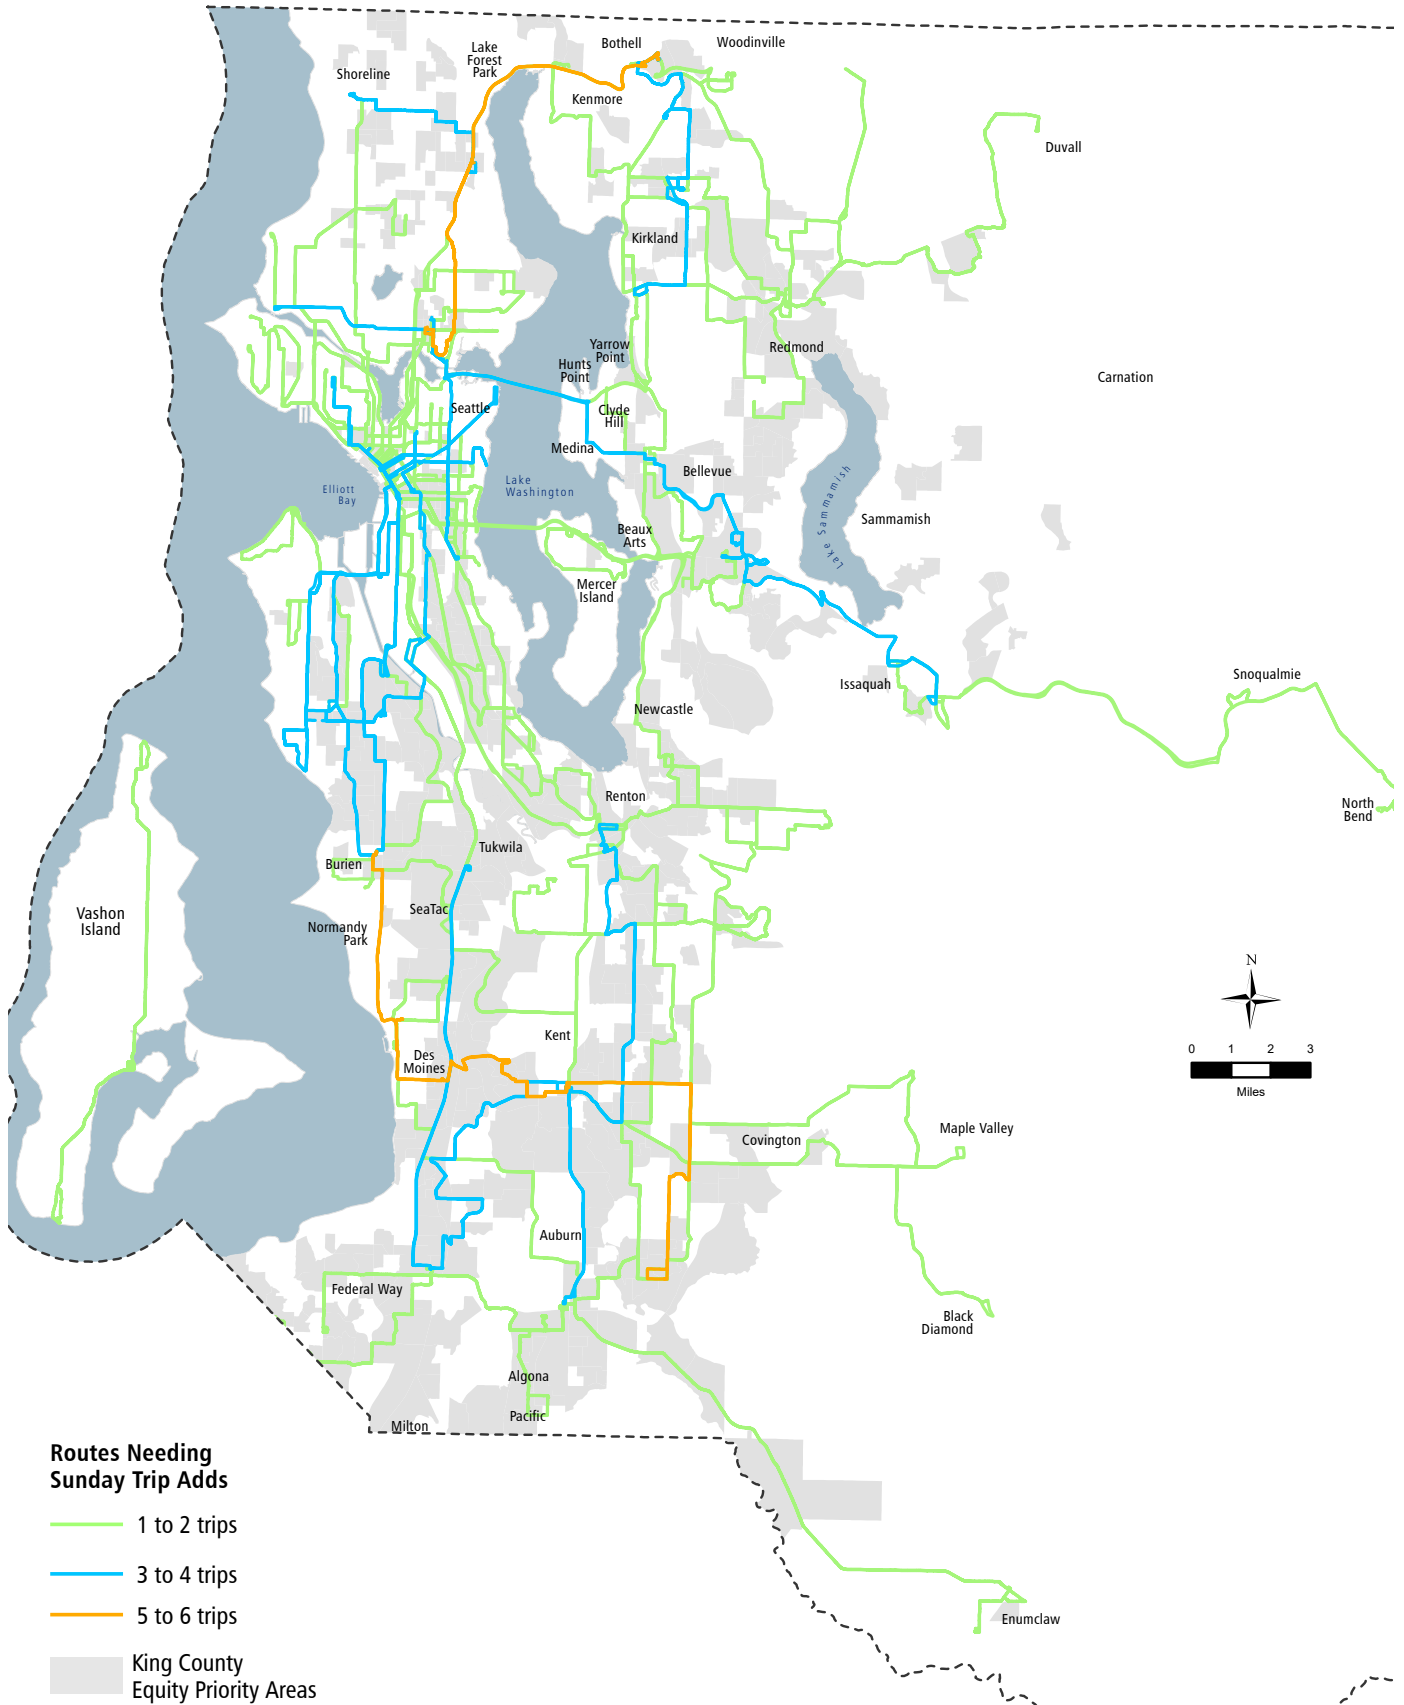 Bothell
Woodinville
Lake
Forest
Park
Shoreline
Kenmore
Duvall
Kirkland
Yarrow
Point
Redmond
Hunts
Point
Carnation
Seattle
Clyde
Hill
Medina
Bellevue
Lake
Washington
Elliott
Bay
Lake Sammamish
Sammamish
Beaux
Arts
Mercer
Island
Issaquah
Snoqualmie
Newcastle
Renton
North
Bend
Tukwila
Burien
SeaTac
Vashon
Island
Normandy
Park
N
Kent
0 1 2 3
Miles
Des
Moines
Maple Valley
Covington
Auburn
Federal Way
Black
Diamond
Algona
Pacific
Milton
Routes Needing
Sunday Trip Adds
1 to 2 trips
3 to 4 trips
5 to 6 trips
King County
Equity Priority Areas
Enumclaw